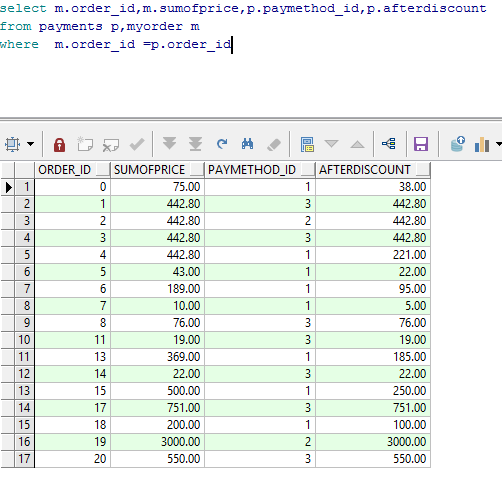 select m.order_id,m.sumofprice,p.paymethod_id,p.afterdiscount
from payments p,myorder m
where  m.order_id =p.order_id
ORDER_ID SUMOFPRICE PAYMETHOD_ID AFTERDISCOUNT
1 0 75.00 1 38.00
2 1 442.80 3 442.80
3 2 442.80 2 442.80
4 3 442.80 3 442.80
5 4 442.80 1 221.00
6 5 43.00 1 22.00
7 6 189.00 1 95.00
8 7 10.00 1 5.00
9 8 76.00 3 76.00
10 11 19.00 3 19.00
11 13 369.00 1 185.00
12 14 22.00 3 22.00
13 15 500.00 1 250.00
14 17 751.00 3 751.00
15 18 200.00 1 100.00
16 19 3000.00 2 3000.00
17 20 550.00 3 550.00